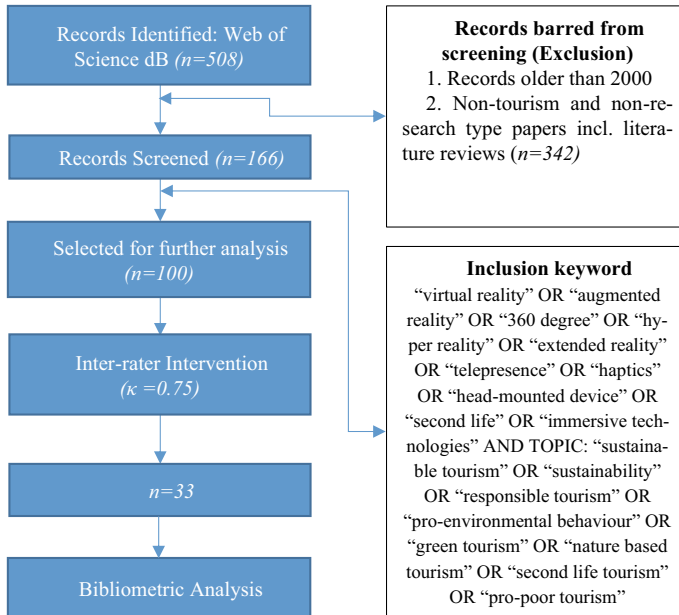 Records Identified: Web of
Science dB (n=508)
Records barred from
screening (Exclusion)
1. Records older than 2000
2. Non-tourism and non-re-
search type papers incl. litera-
ture reviews (n=342)
Records Screened (n=166)
Selected for further analysis
(n=100)
Inclusion keyword
“virtual reality” OR “augmented
reality” OR “360 degree” OR “hy-
per reality” OR “extended reality”
OR “telepresence” OR “haptics”
OR “head-mounted device” OR
“second life” OR “immersive tech-
nologies” AND TOPIC: “sustaina-
ble tourism” OR “sustainability”
OR “responsible tourism” OR
“pro-environmental behaviour” OR
“green tourism” OR “nature based
tourism” OR “second life tourism”
OR “pro-poor tourism”
Inter-rater Intervention
(κ =0.75)
n=33
Bibliometric Analysis